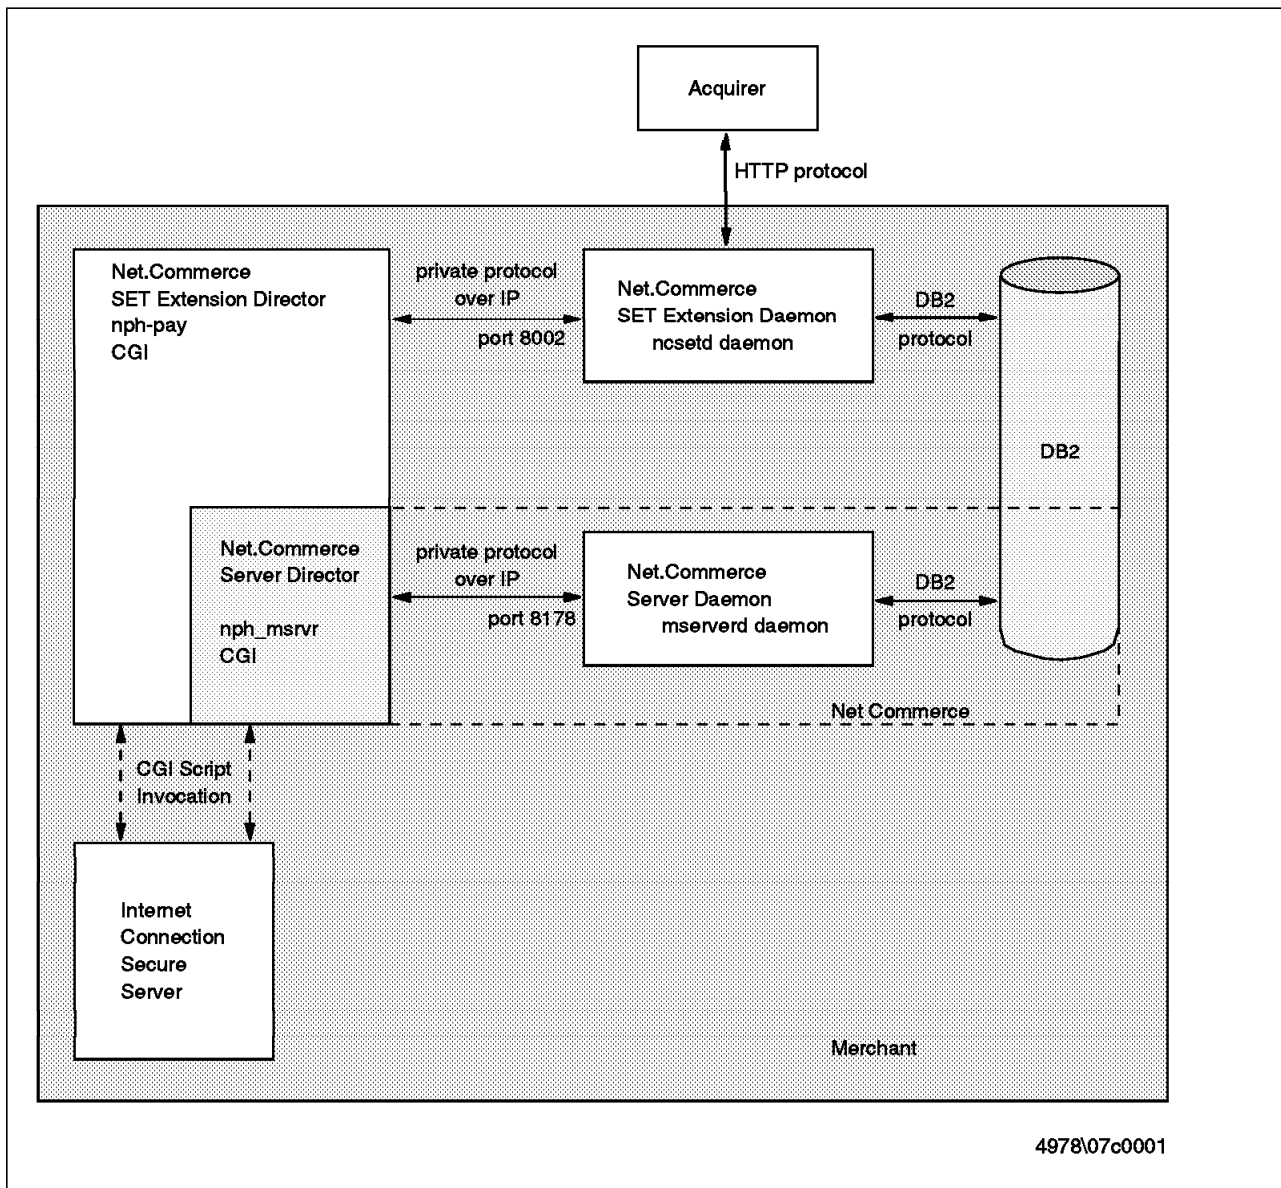 Acquirer
HTTP protocol
Net.Commerce
SET Extension Director
nph-pay
CGI
private protocol
over IP
port 8002
Net.Commerce
SET Extension Daemon
ncsetd daemon
DB2
protocol
DB2
Net.Commerce
Server Director
nph_msrvr
CGI
private protocol
over IP
port 8178
Net.Commerce
Server Daemon
mserverd daemon
DB2
protocol
Net Commerce
CGI Script
Invocation
Internet
Connection
Secure
Server
Merchant
4978\07c0001